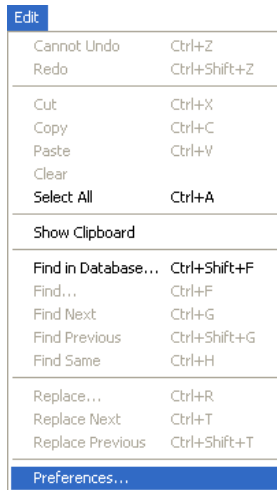 Edit
Cannot Undo Ctrl+Z
Redo Ctrl+Shift+Z
Cut Ctrl+X
Copy Ctrl+C
Paste Ctrl+V
Clear
Select All Ctrl+A
Show Clipboard
Find in Database... Ctrl+Shift+F
Find... Ctrl+F
Find Next Ctrl+G
Find Previous Ctrl+Shift+G
Find Same Ctrl+H
Replace... Ctrl+R
Replace Next Ctrl+T
Replace Previous Ctrl+Shift+T
Preferences...